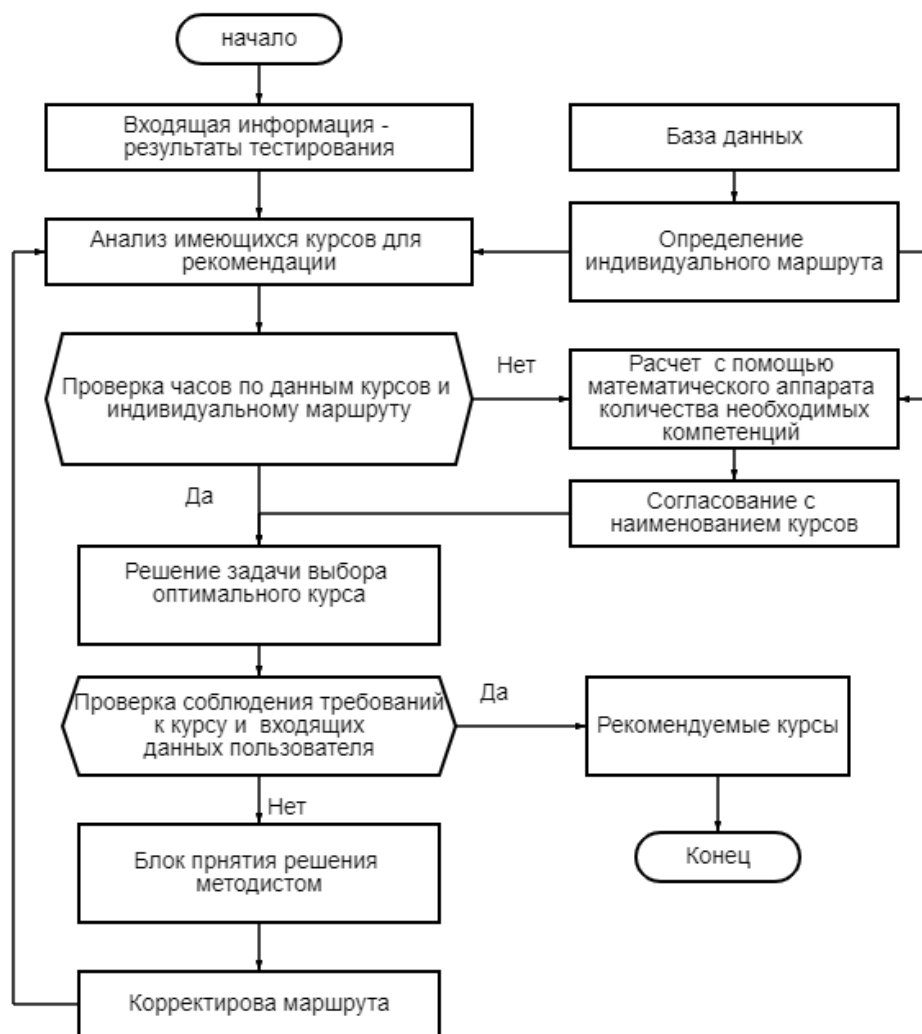 начало
Входящая информация -
результаты тестирования
База данных
Анализ имеющихся курсов для
рекомендации
Определение
индивидуального маршрута
Проверка часов по данным курсов и
индивидуальному маршруту
Нет
Расчет с помощью
математического аппарата
количества необходимых
компетенций
Да
Согласование с
наименованием курсов
Решение задачи выбора
оптимального курса
Проверка соблюдения требований
к курсу и входящих
данных пользователя
Да
Рекомендуемые курсы
Нет
Блок прнятия решения
методистом
Конец
Корректирова маршрута